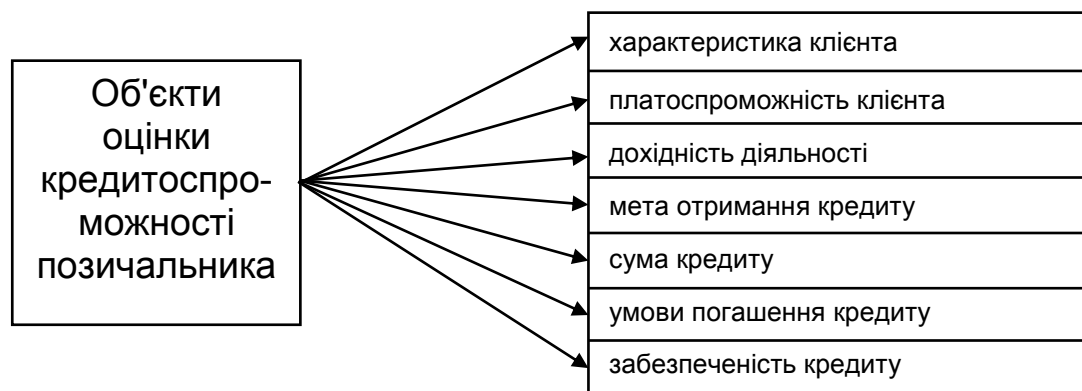 Об'єкти
оцінки
кредитоспро-
можності
позичальника
характеристика клієнта
платоспроможність клієнта
дохідність діяльності
мета отримання кредиту
сума кредиту
умови погашення кредиту
забезпеченість кредиту